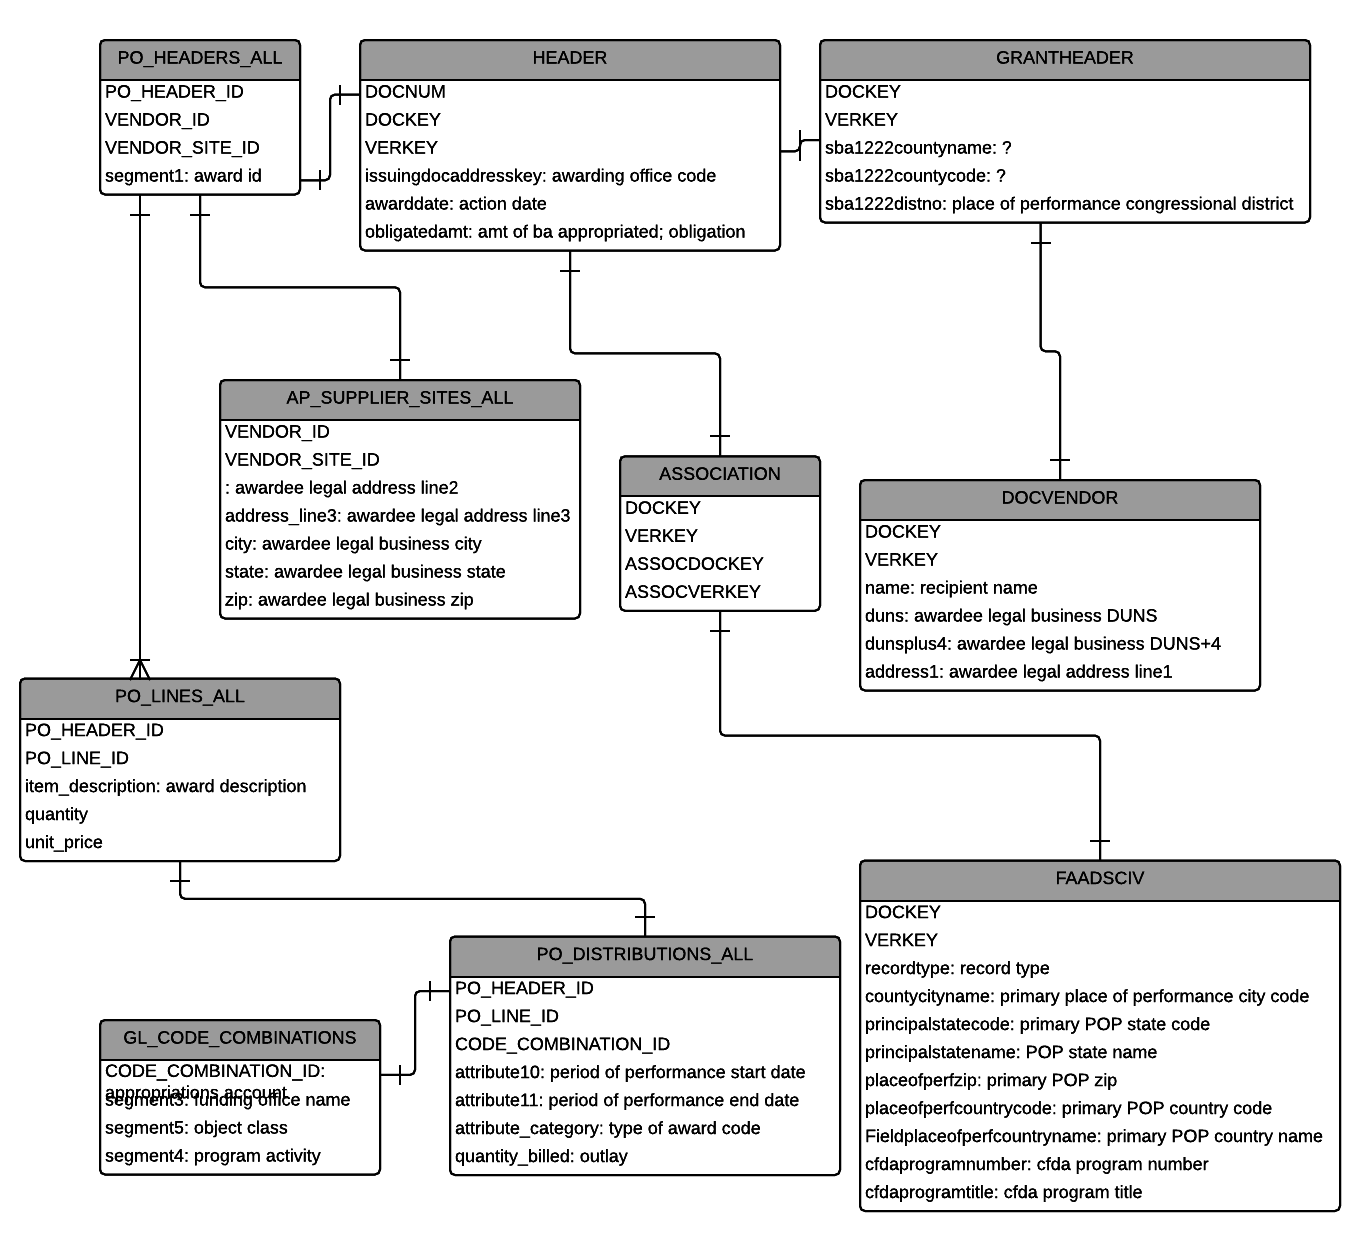 PO_HEADERS_ALL
PO_HEADER_ID
VENDOR_ID
VENDOR_SITE_ID
segment1: award id
HEADER
DOCNUM
DOCKEY
VERKEY
issuingdocaddresskey: awarding office code
awarddate: action date
obligatedamt: amt of ba appropriated; obligation
GRANTHEADER
DOCKEY
VERKEY
sba1222countyname: ?
sba1222countycode: ?
sba1222distno: place of performance congressional district
AP_SUPPLIER_SITES_ALL
VENDOR_ID
VENDOR_SITE_ID
: awardee legal address line2
address_line3: awardee legal address line3
city: awardee legal business city
state: awardee legal business state
zip: awardee legal business zip
ASSOCIATION
DOCKEY
VERKEY
ASSOCDOCKEY
ASSOCVERKEY
DOCVENDOR
DOCKEY
VERKEY
name: recipient name
duns: awardee legal business DUNS
dunsplus4: awardee legal business DUNS+4
address1: awardee legal address line1
PO_LINES_ALL
PO_HEADER_ID
PO_LINE_ID
item_description: award description
quantity
unit_price
FAADSCIV
DOCKEY
VERKEY
recordtype: record type
countycityname: primary place of performance city code
principalstatecode: primary POP state code
principalstatename: POP state name
placeofperfzip: primary POP zip
placeofperfcountrycode: primary POP country code
Fieldplaceofperfcountryname: primary POP country name
cfdaprogramnumber: cfda program number
cfdaprogramtitle: cfda program title
PO_DISTRIBUTIONS_ALL
PO_HEADER_ID
PO_LINE_ID
CODE_COMBINATION_ID
attribute10: period of performance start date
attribute11: period of performance end date
attribute_category: type of award code
quantity_billed: outlay
GL_CODE_COMBINATIONS
CODE_COMBINATION_ID:
appropriations account
segment3: funding office name
segment5: object class
segment4: program activity